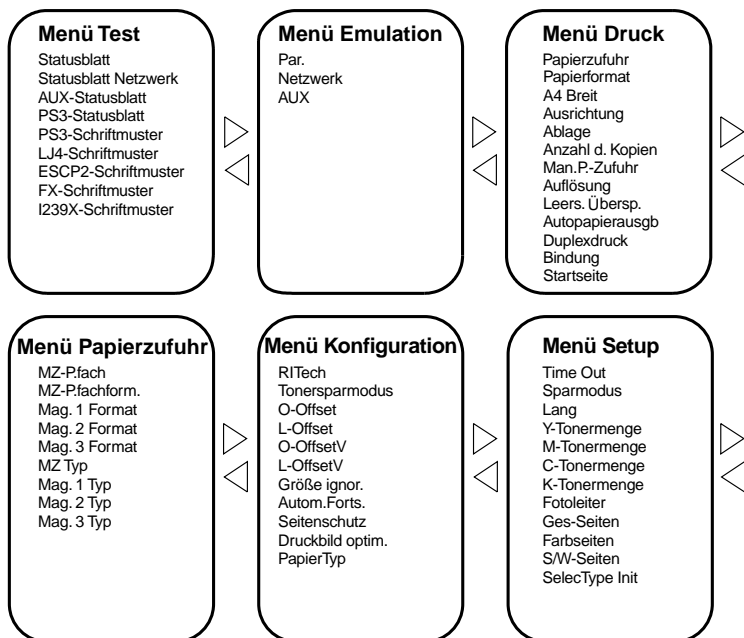 Menü Test
Statusblatt
Statusblatt Netzwerk
AUX-Statusblatt
PS3-Statusblatt
PS3-Schriftmuster
LJ4-Schriftmuster
ESCP2-Schriftmuster
FX-Schriftmuster
I239X-Schriftmuster
Menü Emulation
Par.
Netzwerk
AUX
Menü Druck
Papierzufuhr
Papierformat
A4 Breit
Ausrichtung
Ablage
Anzahl d. Kopien
Man.P.-Zufuhr
Auflösung
Leers. Übersp.
Autopapierausgb
Duplexdruck
Bindung
Startseite
Menü Papierzufuhr
MZ-P.fach
MZ-P.fachform.
Mag. 1 Format
Mag. 2 Format
Mag. 3 Format
MZ Typ
Mag. 1 Typ
Mag. 2 Typ
Mag. 3 Typ
Menü Konfiguration
RITech
Tonersparmodus
O-Offset
L-Offset
O-OffsetV
L-OffsetV
Größe ignor.
Autom.Forts.
Seitenschutz
Druckbild optim.
PapierTyp
Menü Setup
Time Out
Sparmodus
Lang
Y-Tonermenge
M-Tonermenge
C-Tonermenge
K-Tonermenge
Fotoleiter
Ges-Seiten
Farbseiten
S/W-Seiten
SelecType Init